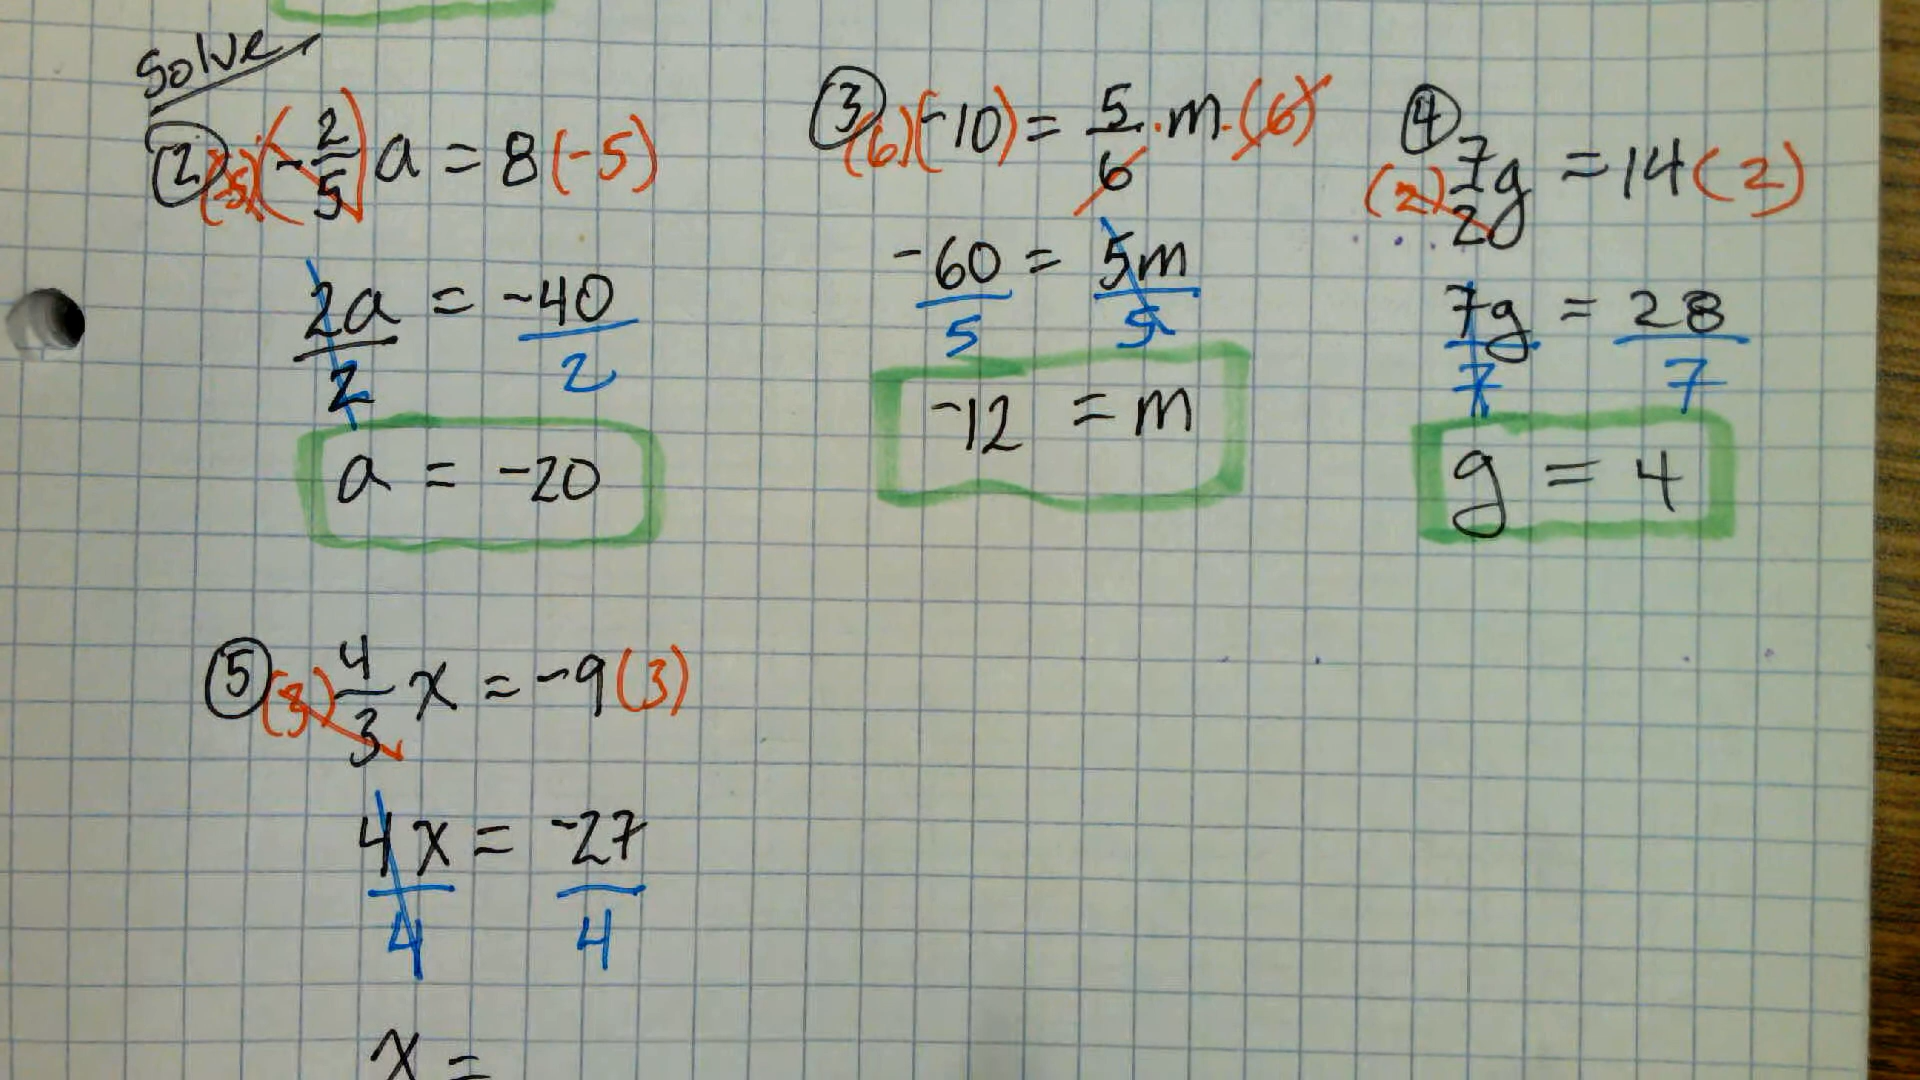 Solve
② (-5)(-2/5)a = 8(-5)
2a/2 = -40/2
a = -20
③ (6)(-10) = 5/6 · m · (6)
-60/5 = 5m/5
-12 = m
④ (2) 7/2 g = 14(2)
7g/7 = 28/7
g = 4
⑤ (3) 4/3 x = -9(3)
4x/4 = -27/4
x =